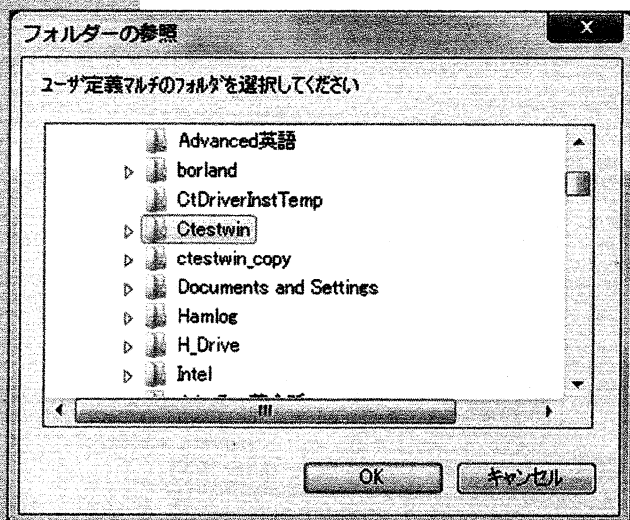 フォルダーの参照
X
ユーザ定義マルチのフォルダを選択してください
Advanced英語
borland
CtDriverInstTemp
Ctestwin
ctestwin_copy
Documents and Settings
Hamlog
H_Drive
Intel
OK
キャンセル